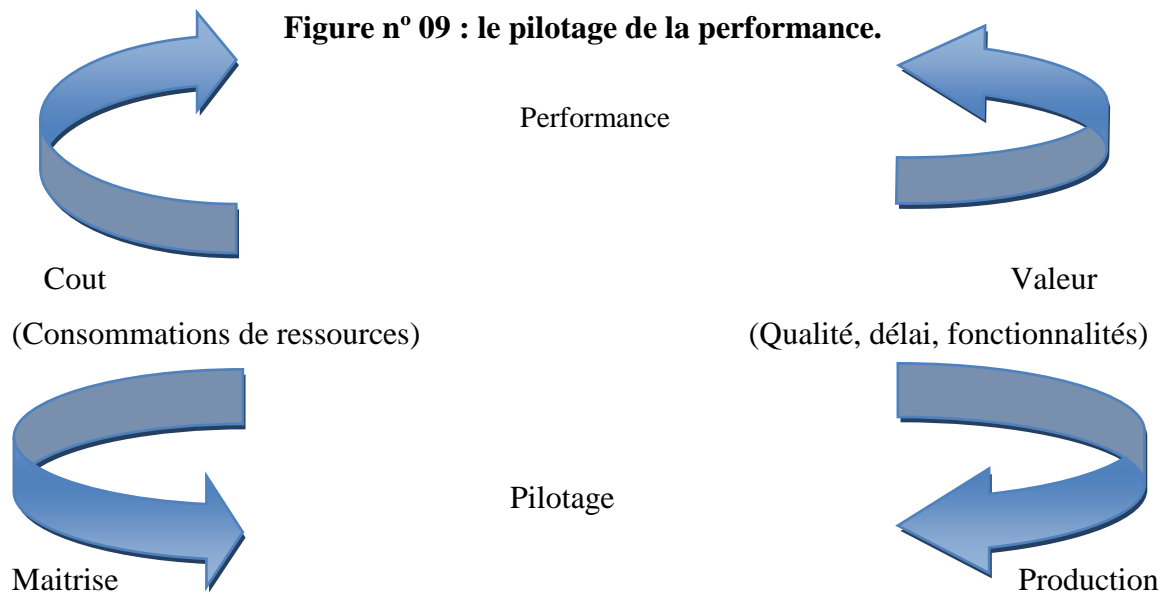 Figure nº 09 : le pilotage de la performance.
Performance
Cout Valeur
(Consommations de ressources) (Qualité, délai, fonctionnalités)
Pilotage
Maitrise Production